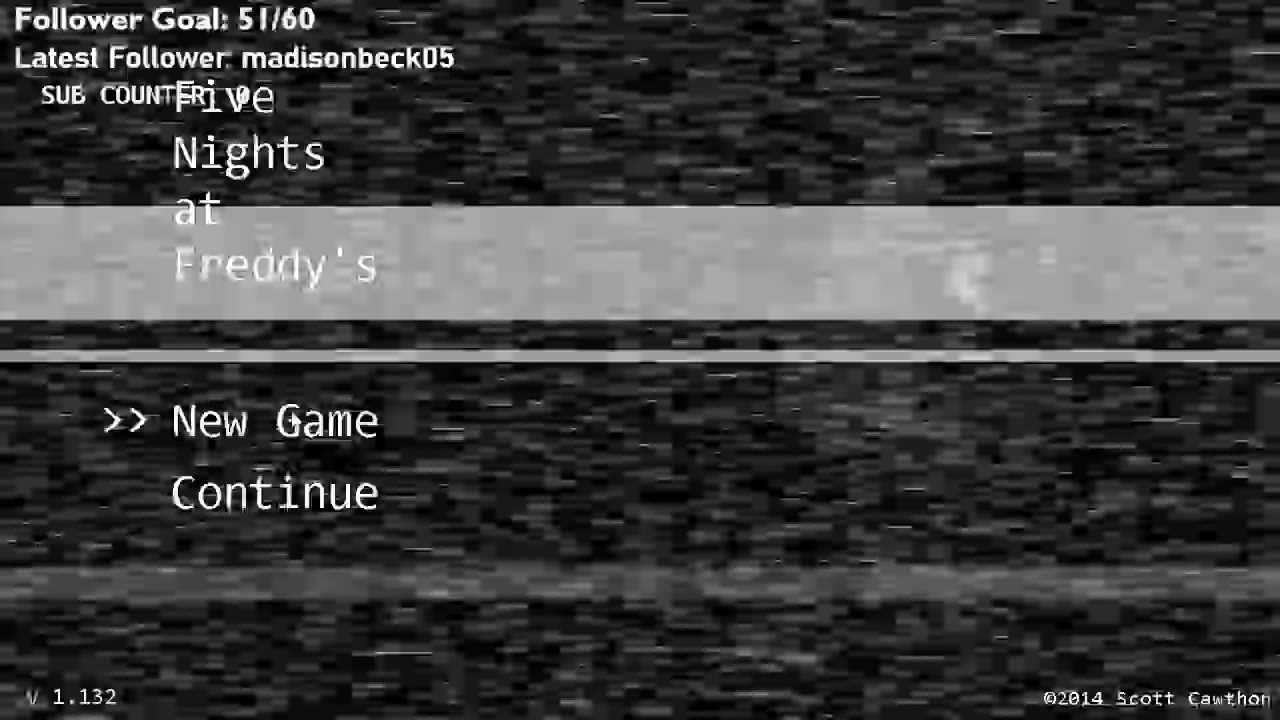 Follower Goal: 51/60
Latest Follower: madisonbeck05
SUB COUNTER: 0
Five
Nights
at
Freddy's
>> New Game
Continue
V 1.132
©2014 Scott Cawthon